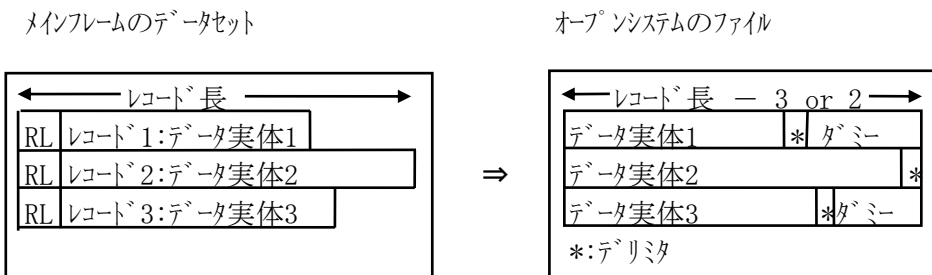 ﾒｲﾝﾌﾚｰﾑのﾃﾞｰﾀｾｯﾄ
ｵｰﾌﾟﾝｼｽﾃﾑのﾌｧｲﾙ
ﾚｺｰﾄﾞ長
RL ﾚｺｰﾄﾞ1:ﾃﾞｰﾀ実体1
RL ﾚｺｰﾄﾞ2:ﾃﾞｰﾀ実体2
RL ﾚｺｰﾄﾞ3:ﾃﾞｰﾀ実体3
⇒
ﾚｺｰﾄﾞ長 － 3 or 2
ﾃﾞｰﾀ実体1 * ﾀﾞﾐｰ
ﾃﾞｰﾀ実体2 *
ﾃﾞｰﾀ実体3 *ﾀﾞﾐｰ
*:ﾃﾞﾘﾐﾀ